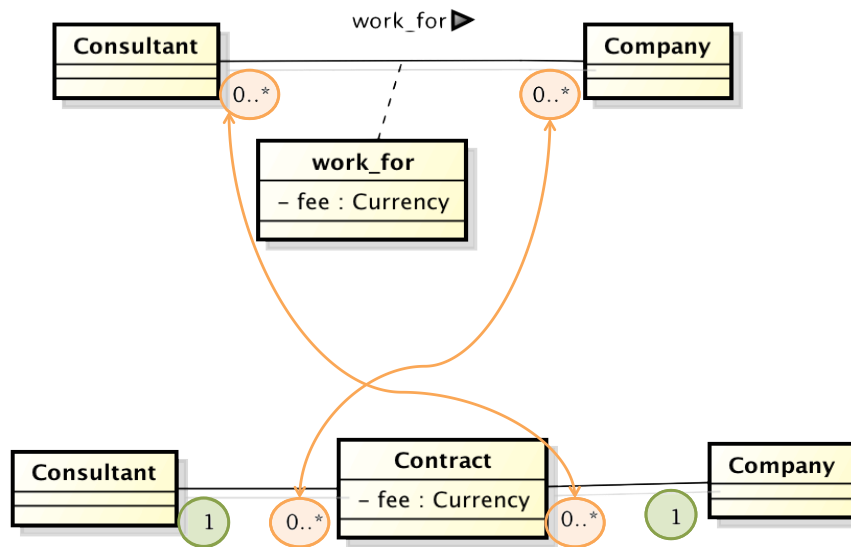 work_for
Consultant
Company
0..*
0..*
work_for
- fee : Currency
Consultant
Contract
Company
- fee : Currency
1
0..*
0..*
1